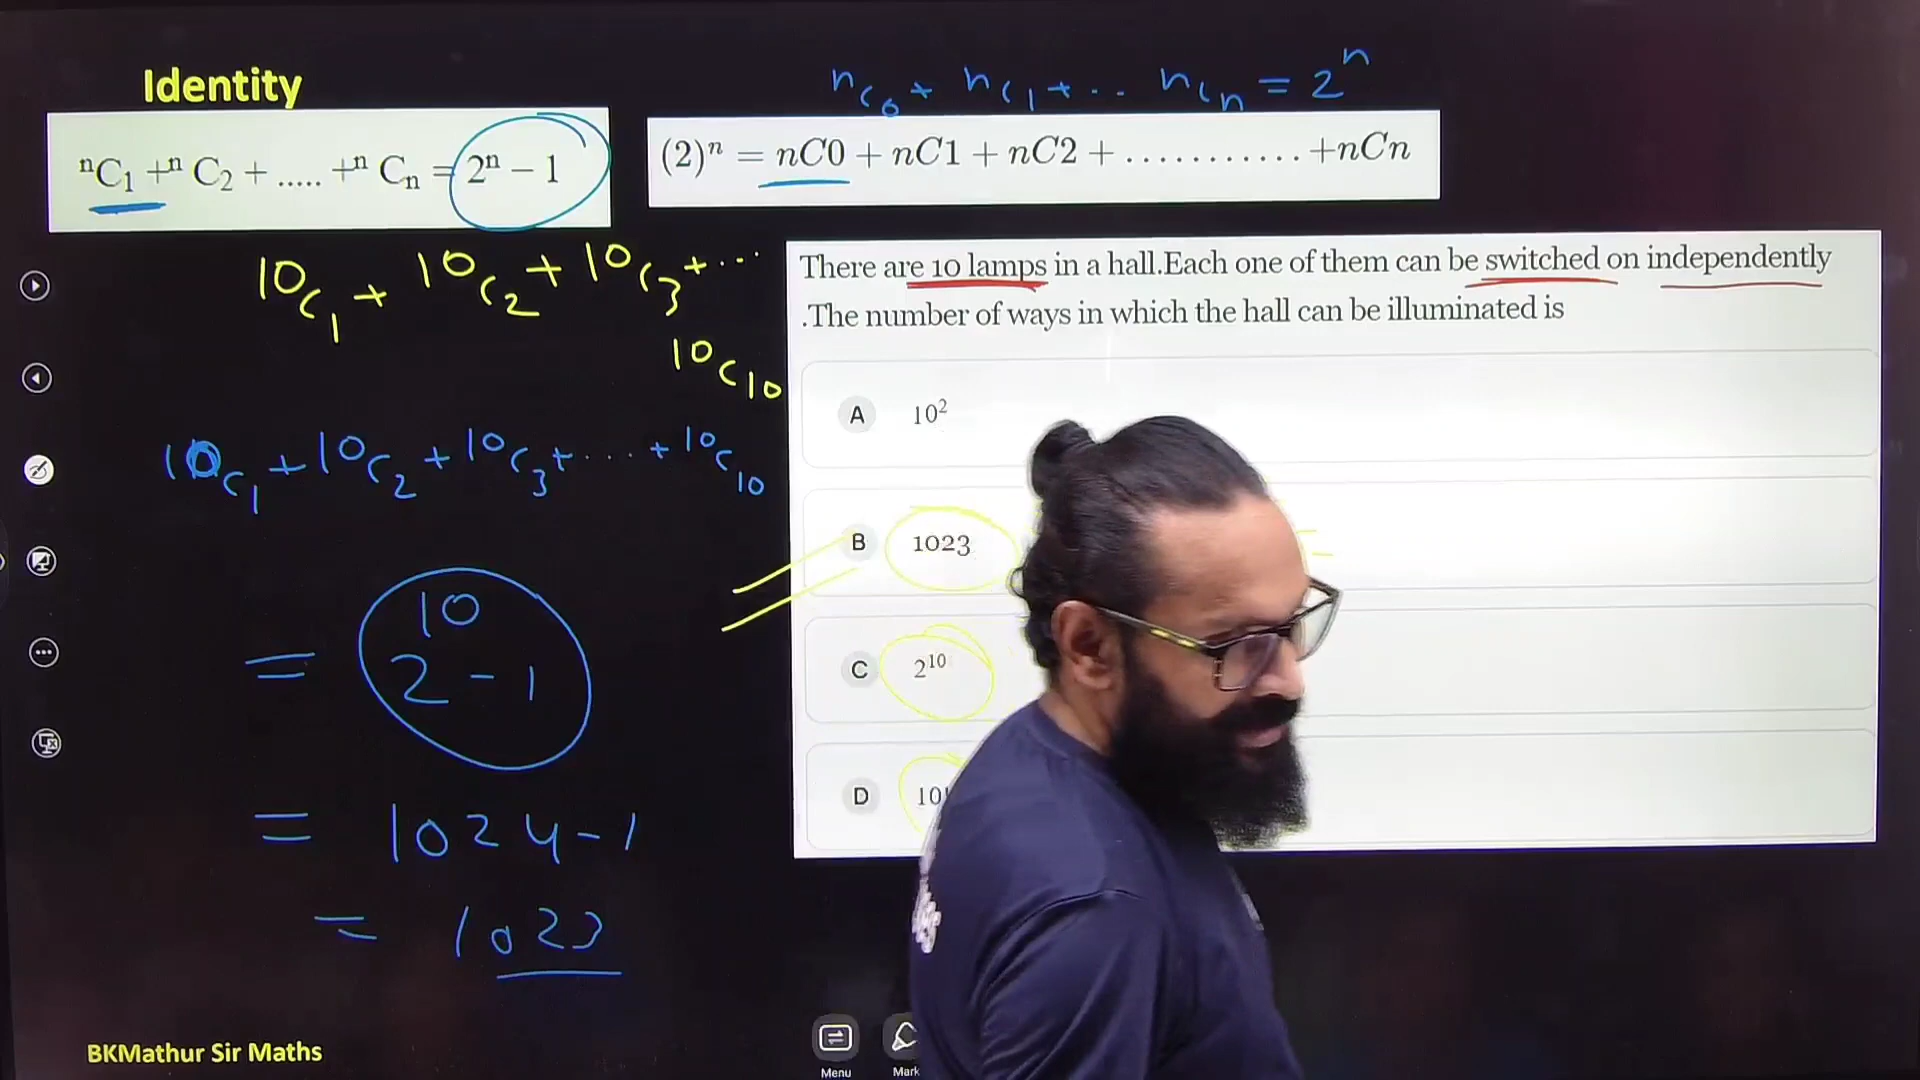 Identity
ⁿC₁ +ⁿ C₂ + ..... +ⁿ Cₙ = 2ⁿ − 1
nC₀ + nC₁ + ... nCₙ = 2ⁿ
(2)ⁿ = nC0 + nC1 + nC2 + ........... +nCn
10C₁ + 10C₂ + 10C₃ + ...
10C₁₀
10C₁ + 10C₂ + 10C₃ + .... + 10C₁₀
= 2¹⁰ - 1
= 1024 - 1
= 1023
There are 10 lamps in a hall.Each one of them can be switched on independently
.The number of ways in which the hall can be illuminated is
A 10²
B 1023
C 2¹⁰
D
BKMathur Sir Maths
Menu
Mark